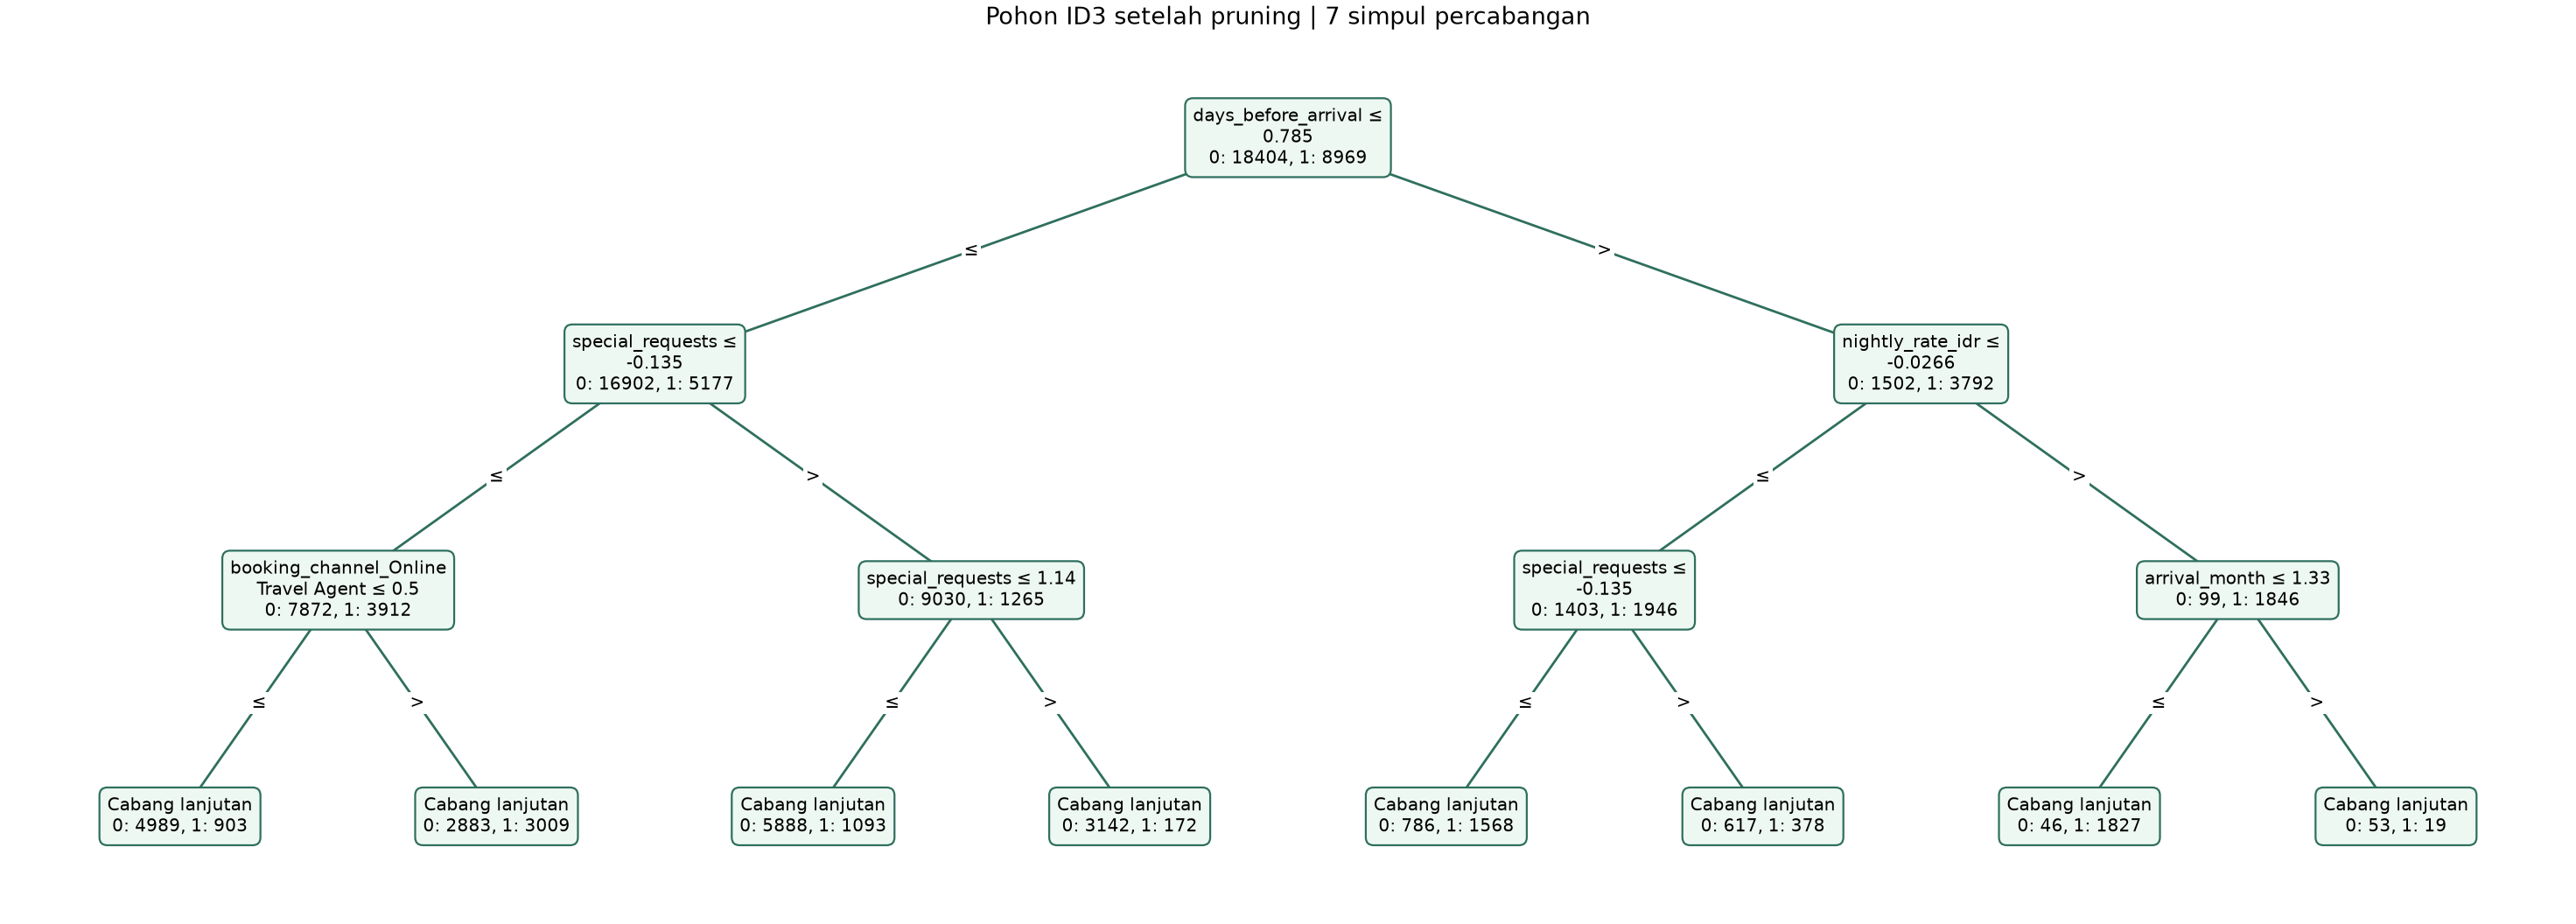 Pohon ID3 setelah pruning | 7 simpul percabangan
days_before_arrival ≤
0.785
0: 18404, 1: 8969
≤
>
special_requests ≤
-0.135
0: 16902, 1: 5177
nightly_rate_idr ≤
-0.0266
0: 1502, 1: 3792
≤
>
≤
>
booking_channel_Online
Travel Agent ≤ 0.5
0: 7872, 1: 3912
special_requests ≤ 1.14
0: 9030, 1: 1265
special_requests ≤
-0.135
0: 1403, 1: 1946
arrival_month ≤ 1.33
0: 99, 1: 1846
≤
>
≤
>
≤
>
≤
>
Cabang lanjutan
0: 4989, 1: 903
Cabang lanjutan
0: 2883, 1: 3009
Cabang lanjutan
0: 5888, 1: 1093
Cabang lanjutan
0: 3142, 1: 172
Cabang lanjutan
0: 786, 1: 1568
Cabang lanjutan
0: 617, 1: 378
Cabang lanjutan
0: 46, 1: 1827
Cabang lanjutan
0: 53, 1: 19